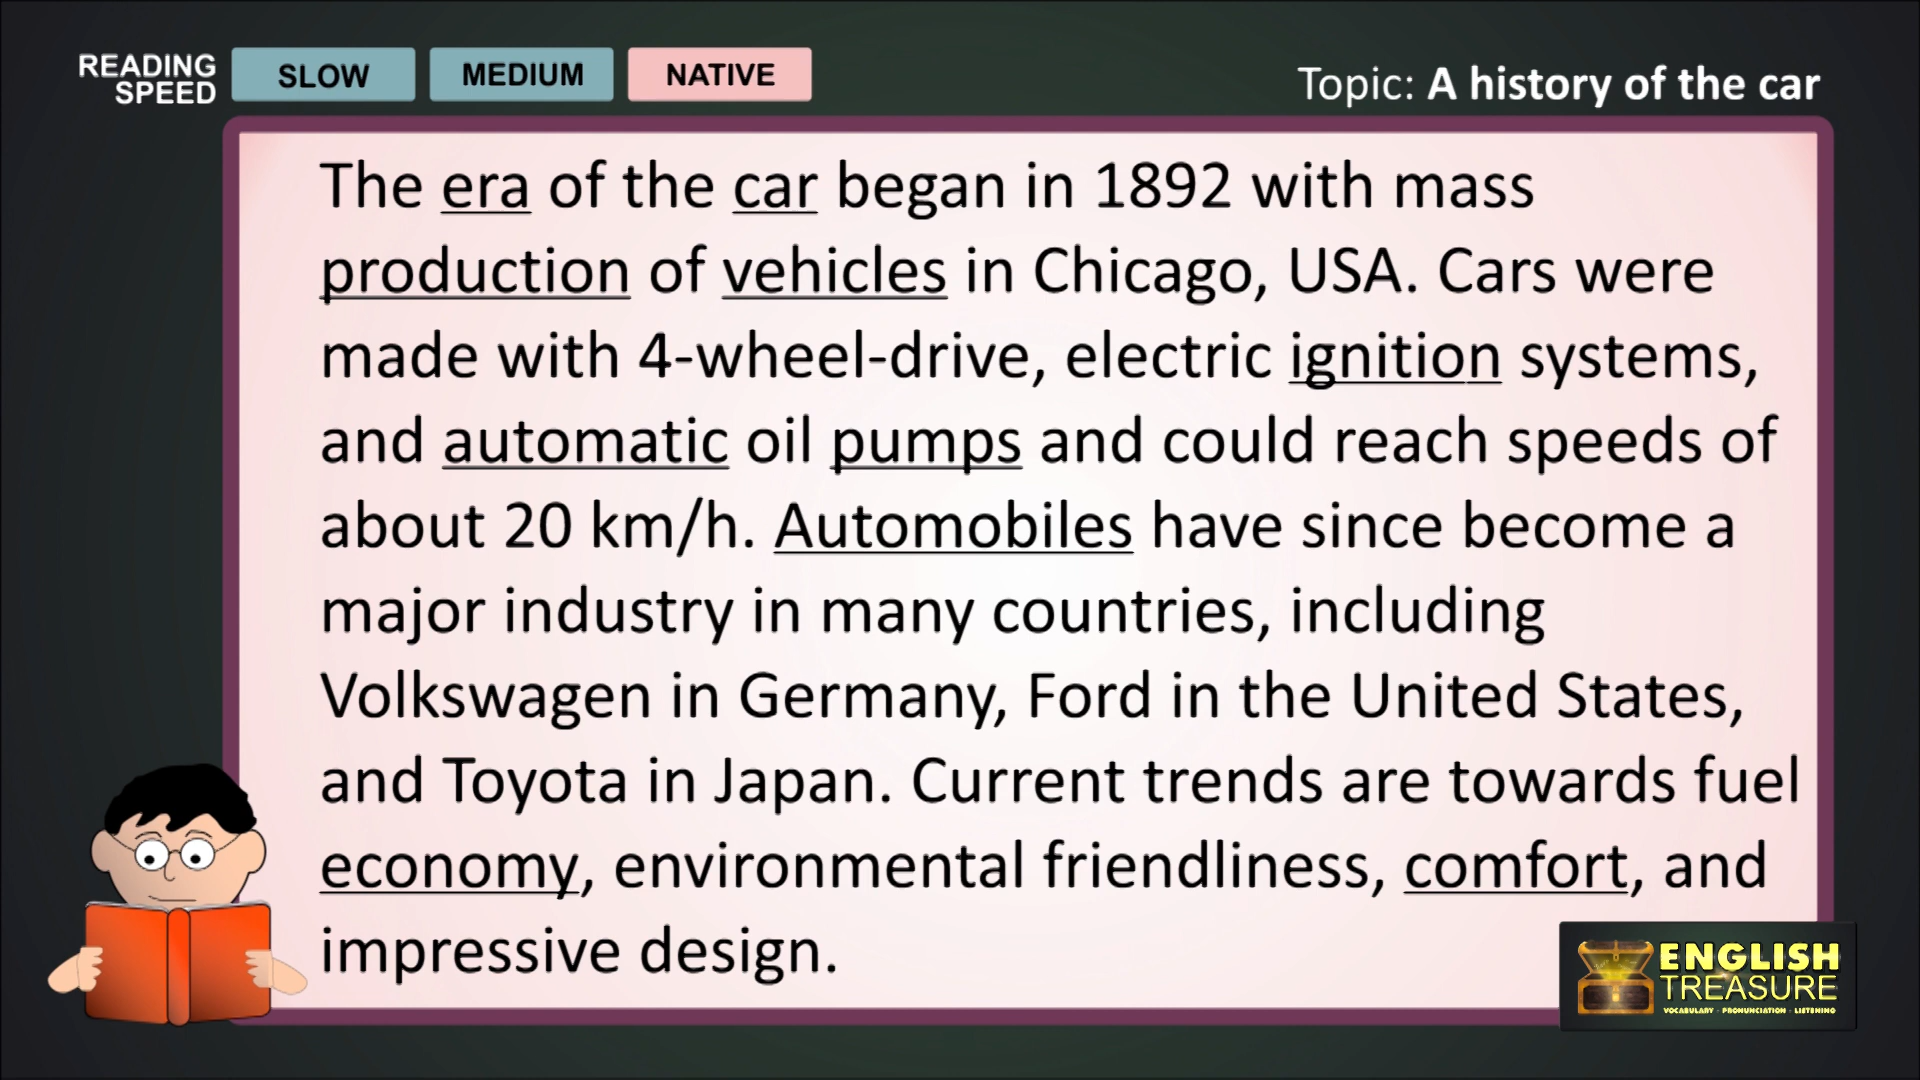 READING SPEED
SLOW
MEDIUM
NATIVE
Topic: A history of the car
The era of the car began in 1892 with mass
production of vehicles in Chicago, USA. Cars were
made with 4-wheel-drive, electric ignition systems,
and automatic oil pumps and could reach speeds of
about 20 km/h. Automobiles have since become a
major industry in many countries, including
Volkswagen in Germany, Ford in the United States,
and Toyota in Japan. Current trends are towards fuel
economy, environmental friendliness, comfort, and
impressive design.
ENGLISH
TREASURE
VOCABULARY · PRONUNCIATION · LISTENING